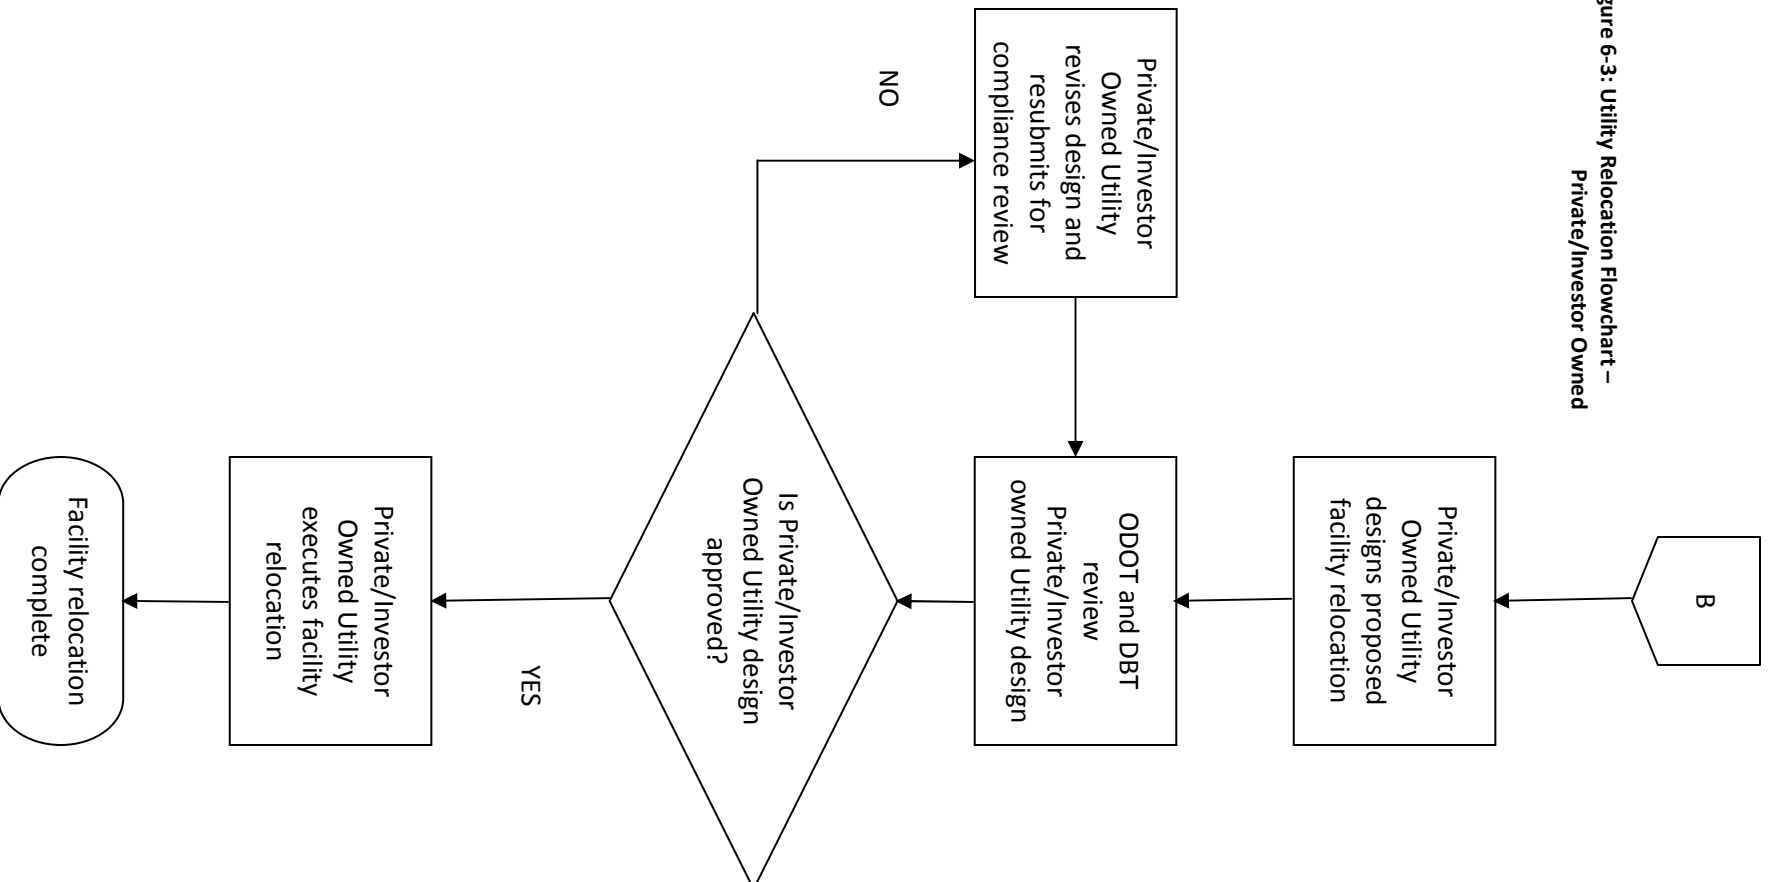 gure 6-3: Utility Relocation Flowchart –
Private/Investor Owned
B
Private/Investor
Owned Utility
designs proposed
facility relocation
Private/Investor
Owned Utility
revises design and
resubmits for
compliance review
ODOT and DBT
review
Private/Investor
owned Utility design
NO
Is Private/Investor
Owned Utility design
approved?
YES
Private/Investor
Owned Utility
executes facility
relocation
Facility relocation
complete